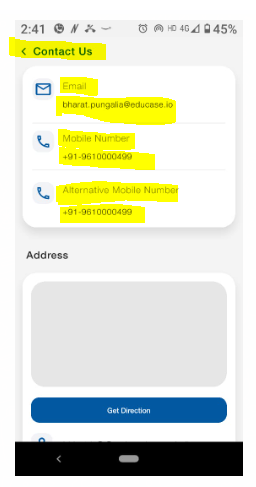 2:41 HD 4G 45%
< Contact Us
Email
bharat.pungalia@educase.io
Mobile Number
+91-9610000499
Alternative Mobile Number
+91-9610000499
Address
Get Direction